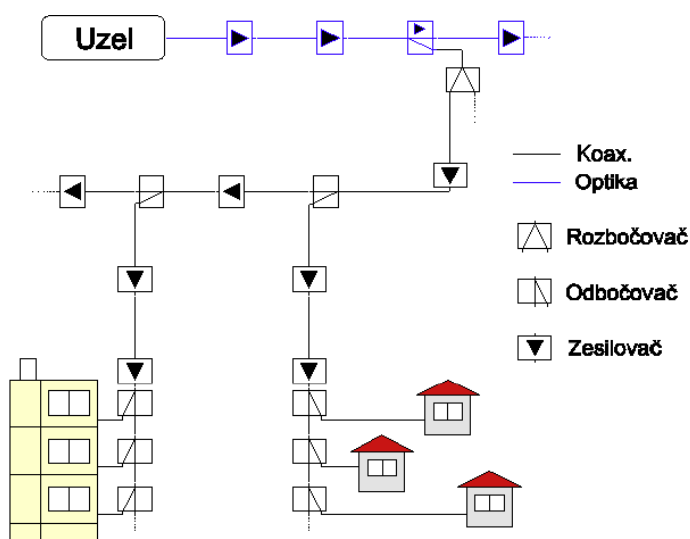 Uzel
Koax.
Optika
Rozbočovač
Odbočovač
Zesilovač